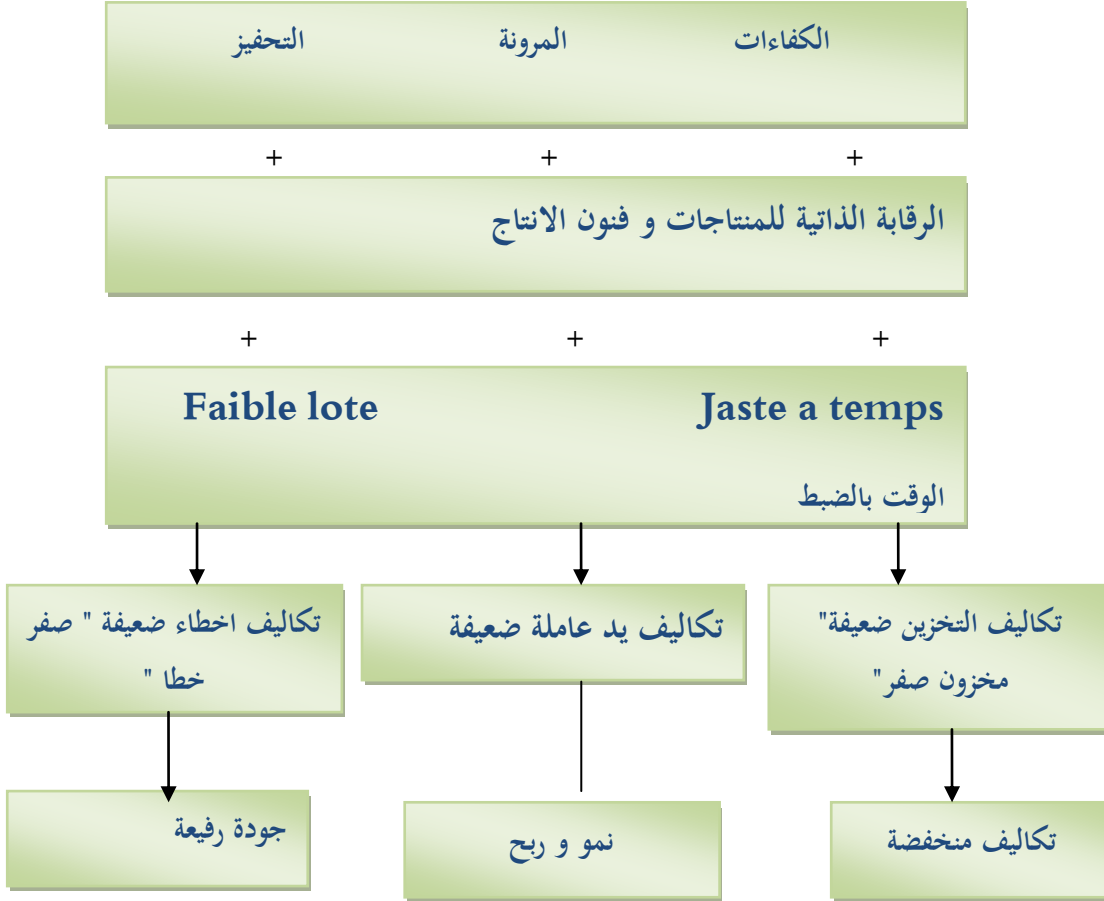 الكفاءات المرونة التحفيز
+ + +
الرقابة الذاتية للمنتاجات و فنون الانتاج
+ + +
Jaste a temps Faible lote
الوقت بالضبط
تكاليف التخزين ضعيفة"
مخزون صفر"
تكاليف يد عاملة ضعيفة
تكاليف اخطاء ضعيفة " صفر
خطا "
تكاليف منخفضة
نمو و ربح
جودة رفيعة